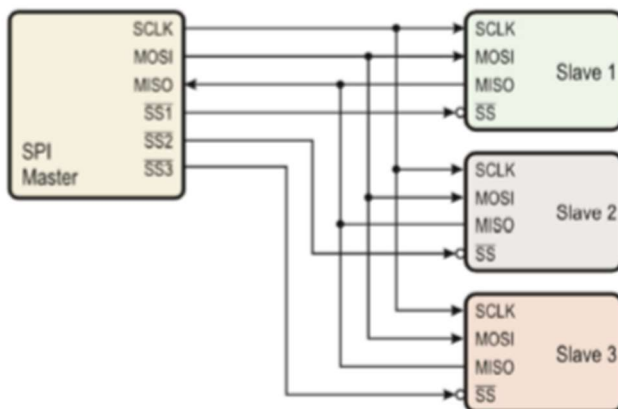 SCLK
MOSI
MISO
SS1
SS2
SS3
SPI
Master
SCLK
MOSI
MISO
SS
Slave 1
SCLK
MOSI
MISO
SS
Slave 2
SCLK
MOSI
MISO
SS
Slave 3